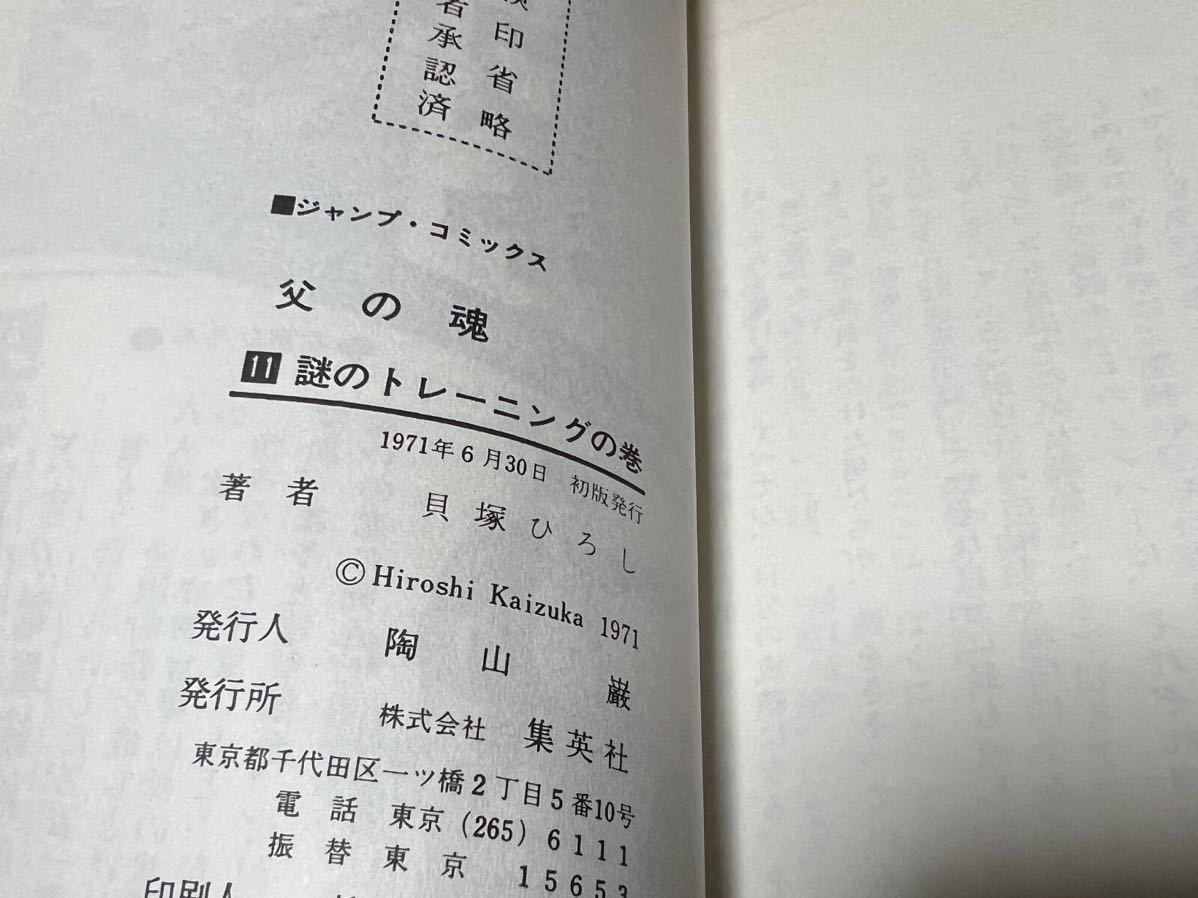 印省略
者承認済
■ジャンプ・コミックス
父の魂
11 謎のトレーニングの巻
1971年6月30日 初版発行
著者 貝塚ひろし
© Hiroshi Kaizuka 1971
発行人 陶山巌
発行所 株式会社 集英社
東京都千代田区一ツ橋2丁目5番10号
電話 東京 (265) 6111
振替東京 15653
印刷人